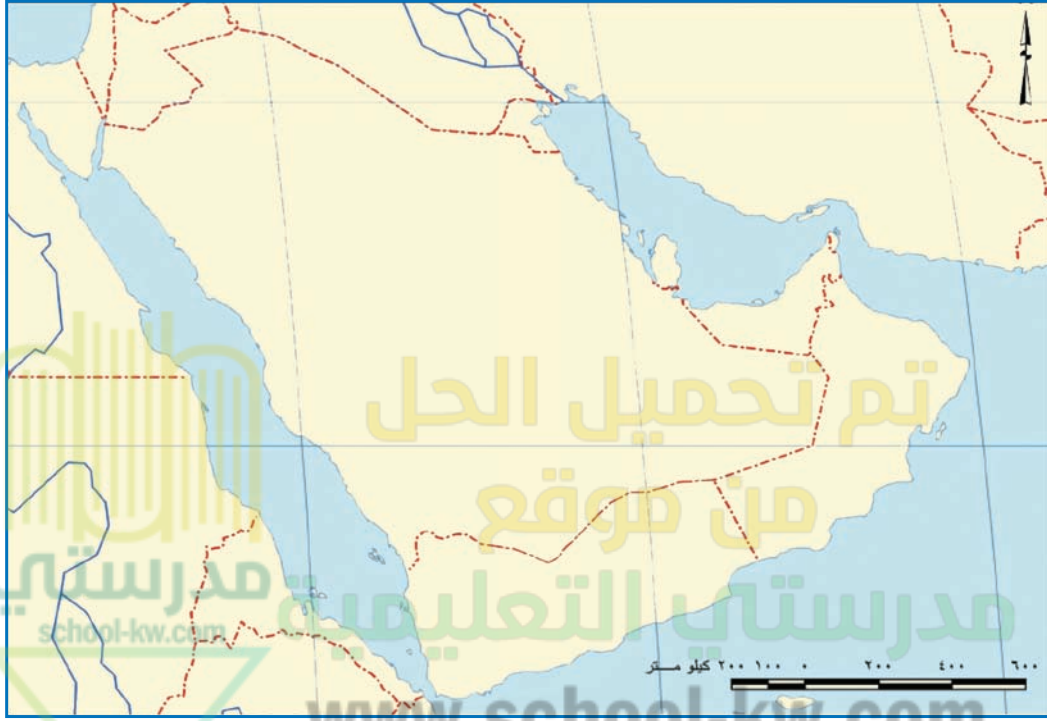 تم تحميل الحل
من موقع
مدرستي
school-kw.com
مدرستي التعليمية
٢٠٠ ١٠٠ ٠ ٢٠٠ ٤٠٠ ٦٠٠ كيلو متر
www.school-kw.com